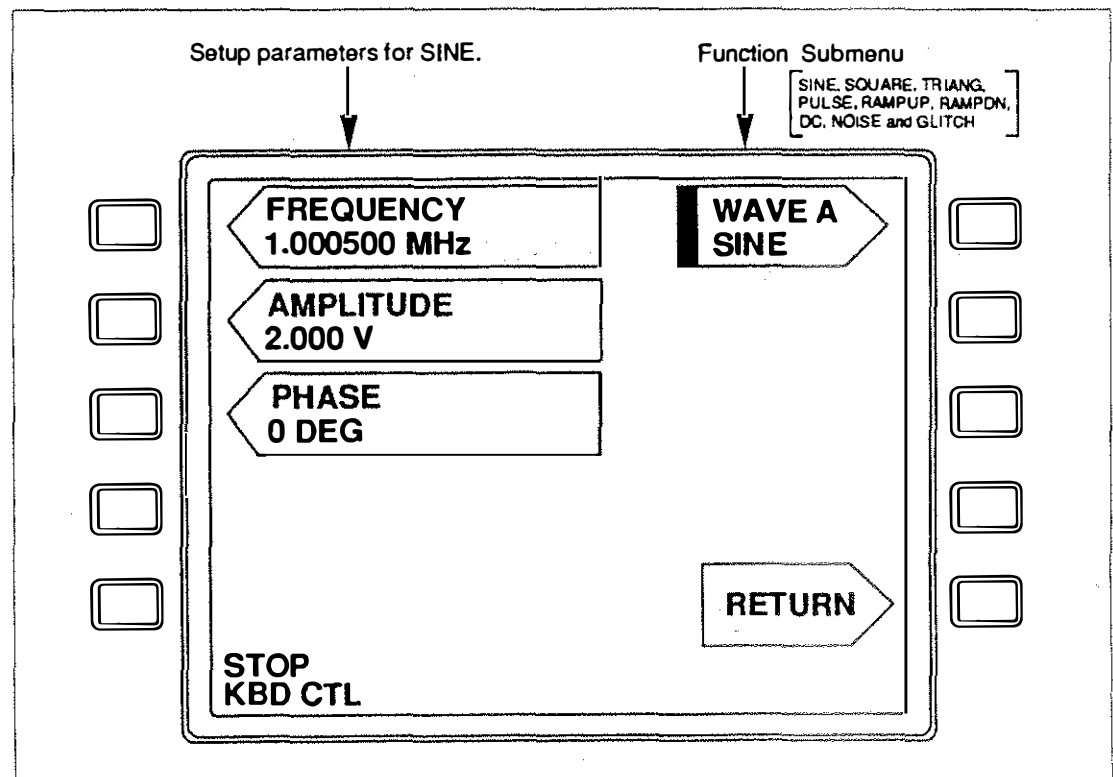 Setup parameters for SINE.
Function Submenu
SINE, SQUARE, TRIANG,
PULSE, RAMPUP, RAMPDN,
DC, NOISE and GLITCH
FREQUENCY
1.000500 MHz
WAVE A
SINE
AMPLITUDE
2.000 V
PHASE
0 DEG
RETURN
STOP
KBD CTL